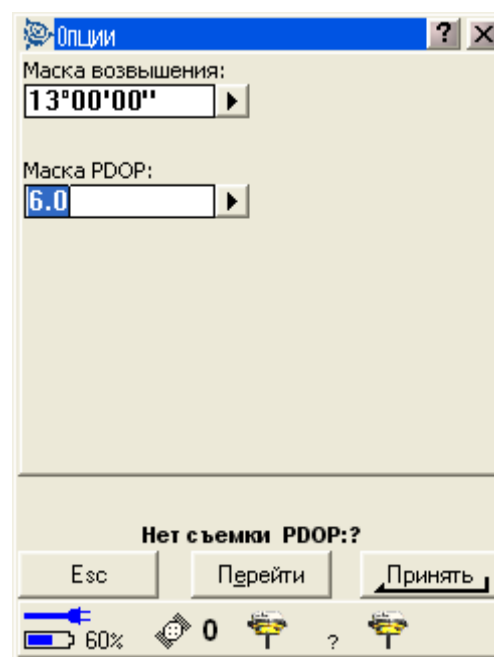 Опции ? X
Маска возвышения:
13°00'00"
Маска PDOP:
6.0
Нет съемки PDOP:?
Esc Перейти Принять
60% 0 ?